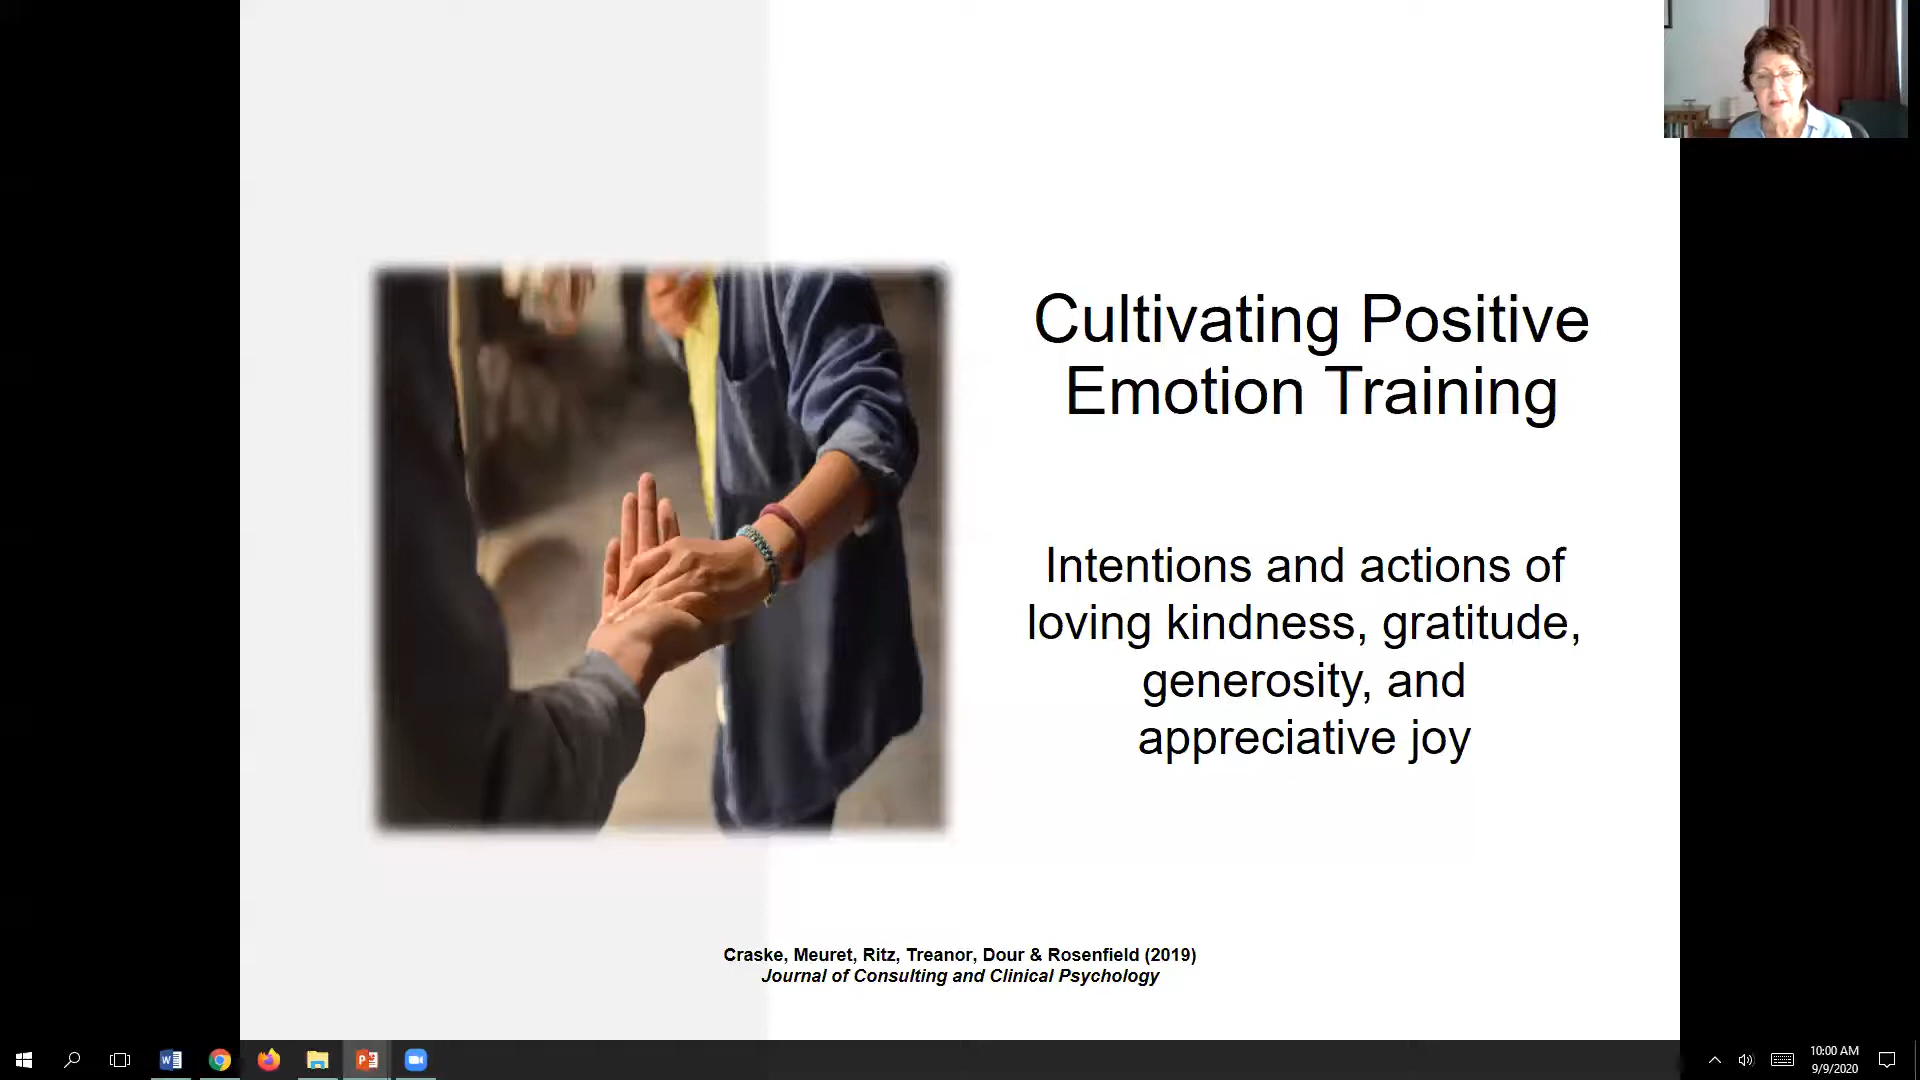 Cultivating Positive
Emotion Training
Intentions and actions of
loving kindness, gratitude,
generosity, and
appreciative joy
Craske, Meuret, Ritz, Treanor, Dour & Rosenfield (2019)
Journal of Consulting and Clinical Psychology
10:00 AM
9/9/2020